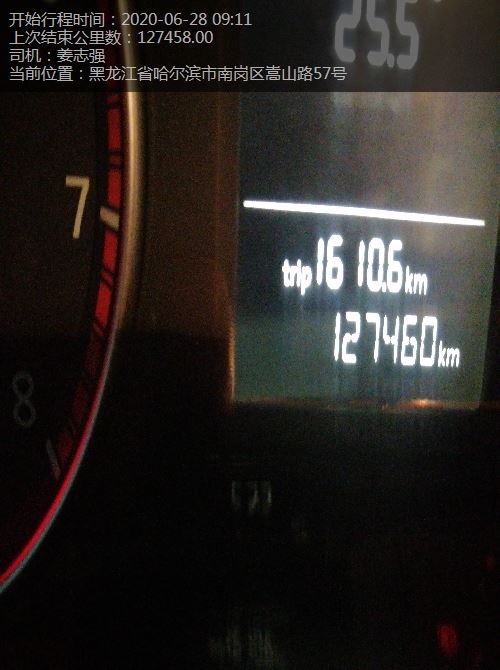 开始行程时间：2020-06-28 09:11
上次结束公里数：127458.00
司机：姜志强
当前位置：黑龙江省哈尔滨市南岗区嵩山路57号
25.5
7
trip 1610.6 km
127460 km
8